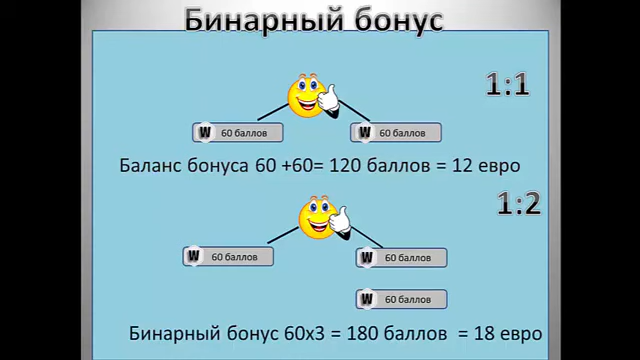 Бинарный бонус
1:1
W 60 баллов W 60 баллов
Баланс бонуса 60 +60= 120 баллов = 12 евро
1:2
W 60 баллов W 60 баллов
W 60 баллов
Бинарный бонус 60х3 = 180 баллов = 18 евро